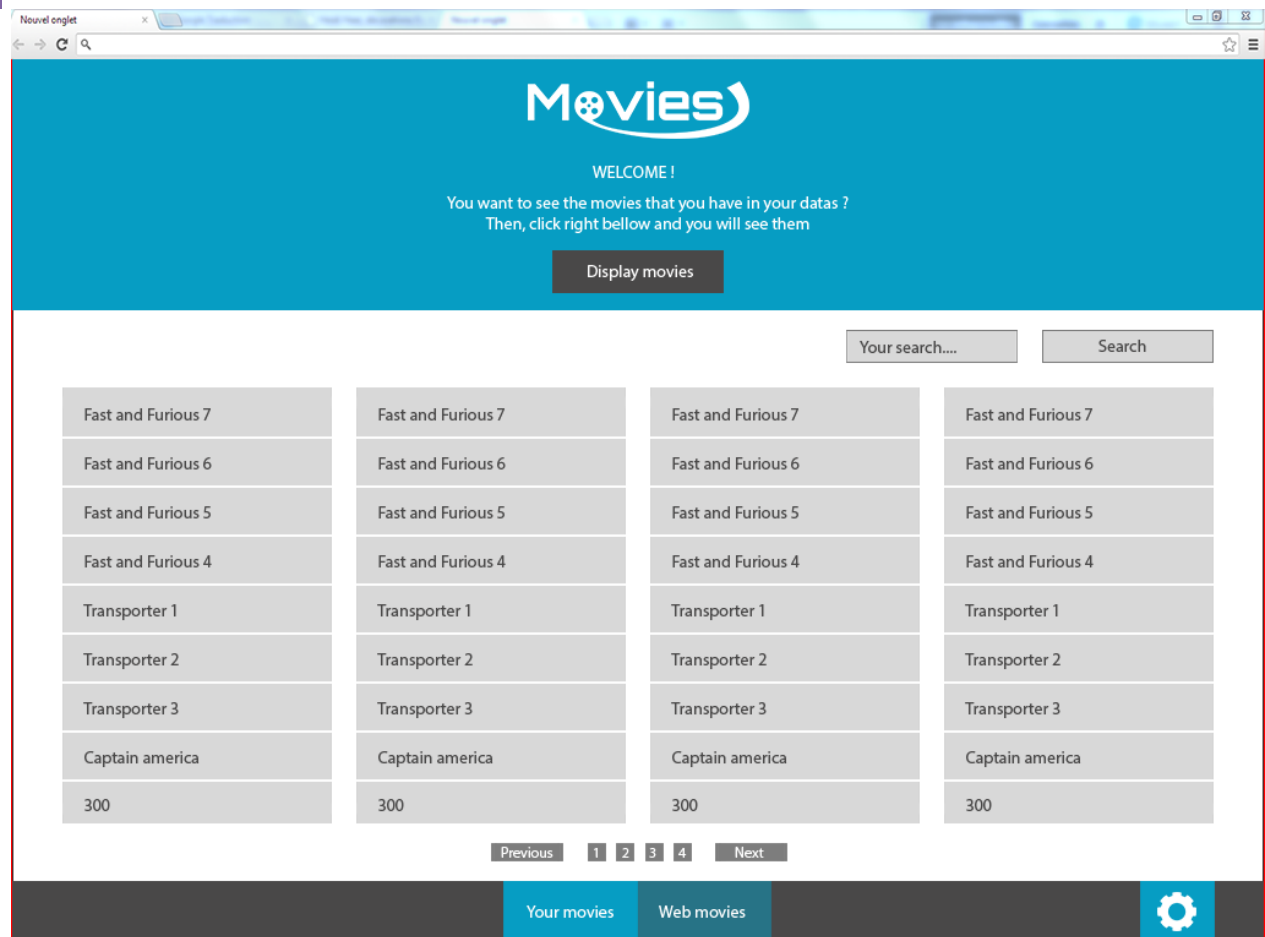 Nouvel onglet
Movies
WELCOME !
You want to see the movies that you have in your datas ?
Then, click right bellow and you will see them
Display movies
Your search.... Search
Fast and Furious 7 Fast and Furious 7 Fast and Furious 7 Fast and Furious 7
Fast and Furious 6 Fast and Furious 6 Fast and Furious 6 Fast and Furious 6
Fast and Furious 5 Fast and Furious 5 Fast and Furious 5 Fast and Furious 5
Fast and Furious 4 Fast and Furious 4 Fast and Furious 4 Fast and Furious 4
Transporter 1 Transporter 1 Transporter 1 Transporter 1
Transporter 2 Transporter 2 Transporter 2 Transporter 2
Transporter 3 Transporter 3 Transporter 3 Transporter 3
Captain america Captain america Captain america Captain america
300 300 300 300
Previous 1 2 3 4 Next
Your movies Web movies